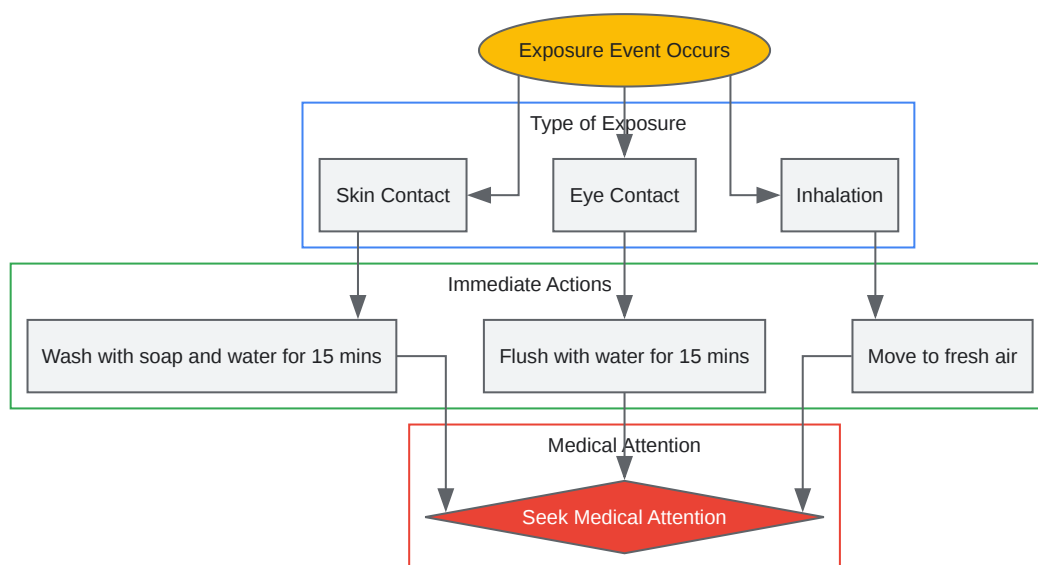 Exposure Event Occurs
Type of Exposure
Skin Contact
Eye Contact
Inhalation
Immediate Actions
Wash with soap and water for 15 mins
Flush with water for 15 mins
Move to fresh air
Medical Attention
Seek Medical Attention